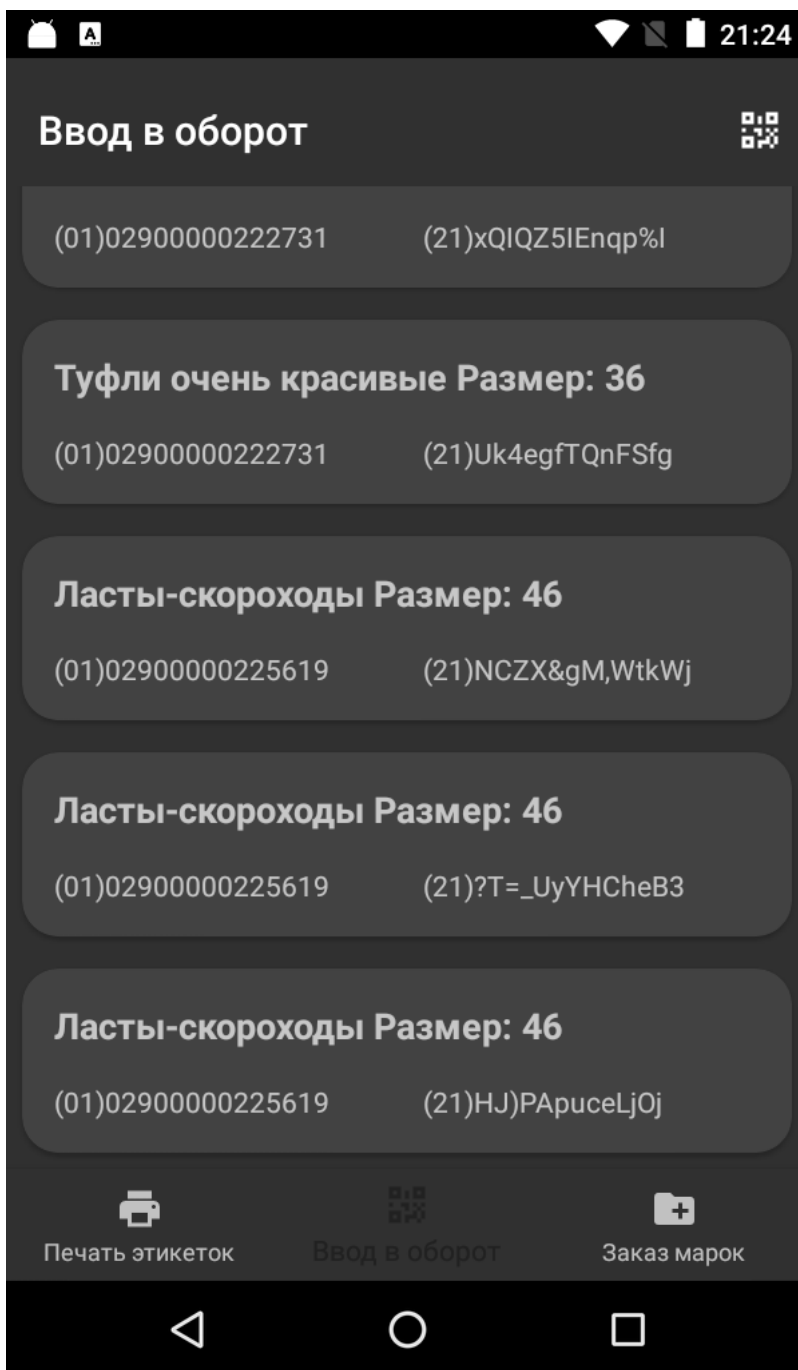 21:24
Ввод в оборот
(01)02900000222731 (21)xQlQZ5IEnqp%l
Туфли очень красивые Размер: 36
(01)02900000222731 (21)Uk4egfTQnFSfg
Ласты-скороходы Размер: 46
(01)02900000225619 (21)NCZX&gM,WtkWj
Ласты-скороходы Размер: 46
(01)02900000225619 (21)?T=_UyYHCheB3
Ласты-скороходы Размер: 46
(01)02900000225619 (21)HJ)PApuceLjOj
Печать этикеток Ввод в оборот Заказ марок